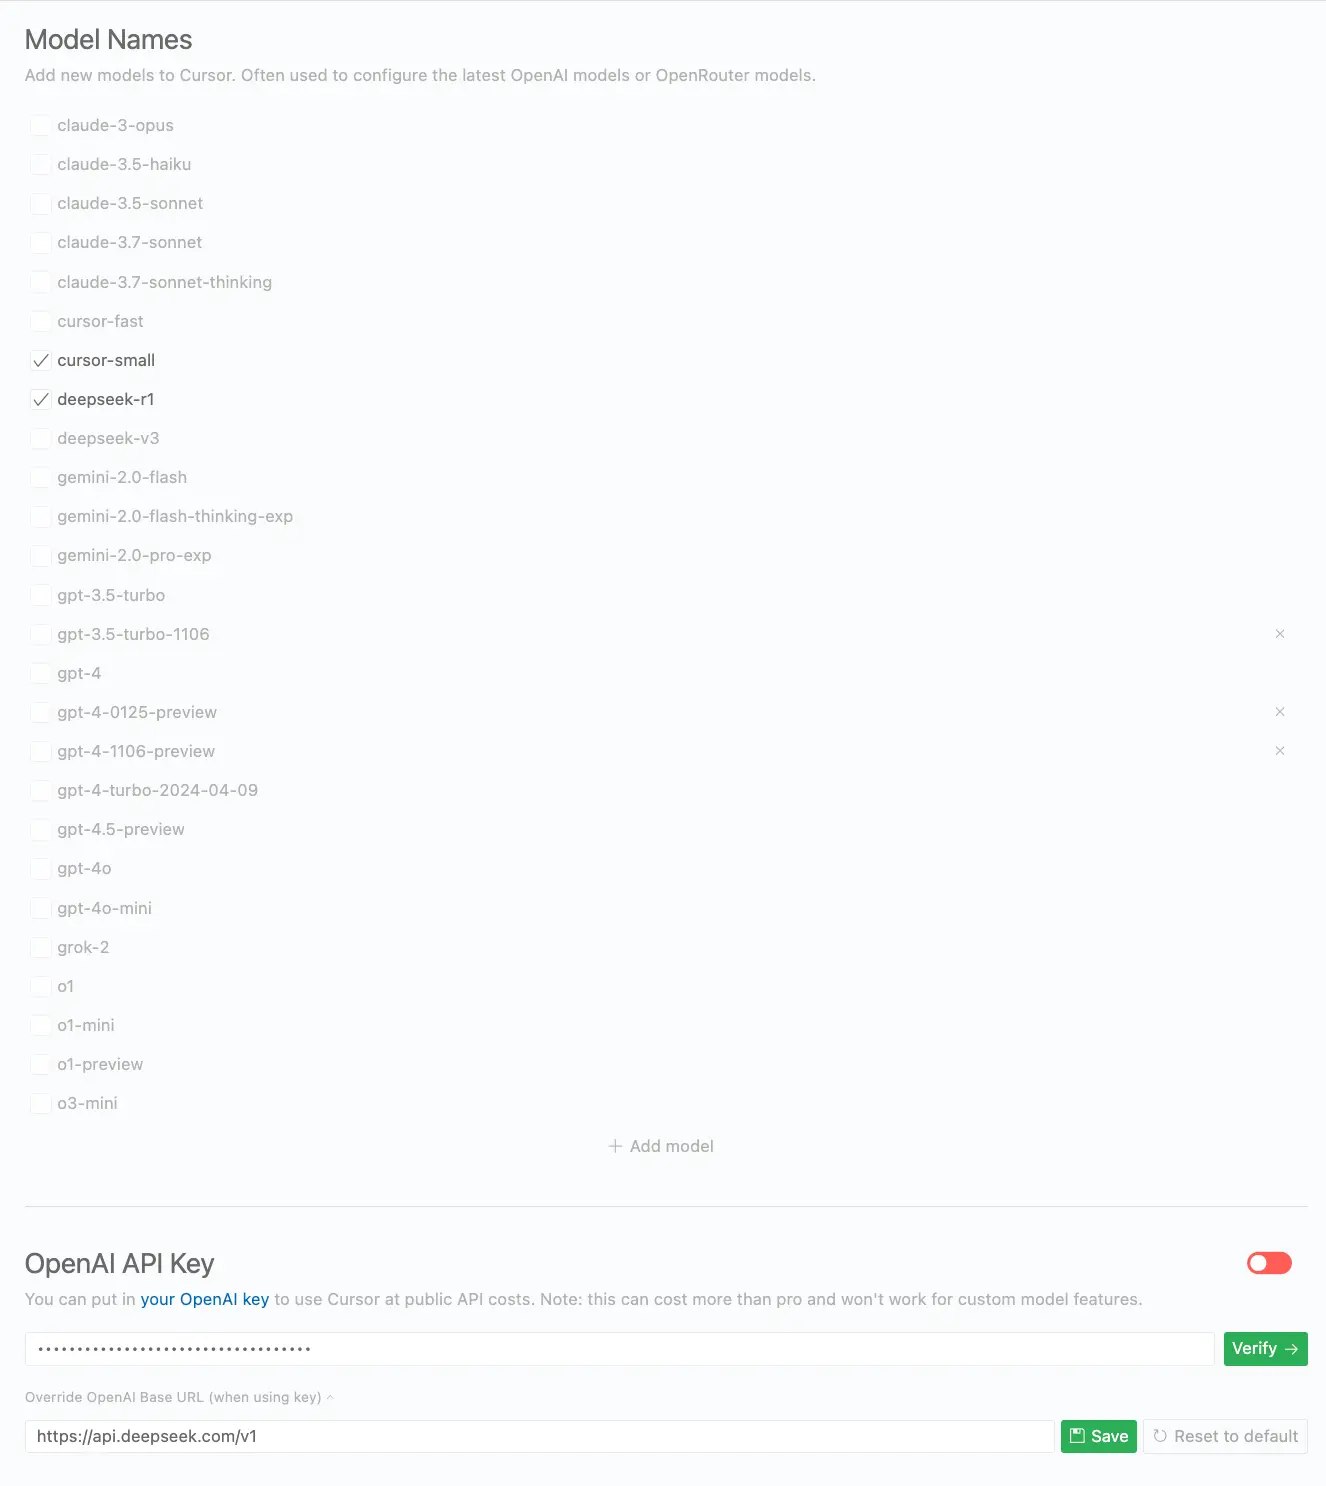 Model Names
Add new models to Cursor. Often used to configure the latest OpenAI models or OpenRouter models.
claude-3-opus
claude-3.5-haiku
claude-3.5-sonnet
claude-3.7-sonnet
claude-3.7-sonnet-thinking
cursor-fast
cursor-small
deepseek-r1
deepseek-v3
gemini-2.0-flash
gemini-2.0-flash-thinking-exp
gemini-2.0-pro-exp
gpt-3.5-turbo
gpt-3.5-turbo-1106
gpt-4
gpt-4-0125-preview
gpt-4-1106-preview
gpt-4-turbo-2024-04-09
gpt-4.5-preview
gpt-4o
gpt-4o-mini
grok-2
o1
o1-mini
o1-preview
o3-mini
+ Add model
OpenAI API Key
You can put in your OpenAI key to use Cursor at public API costs. Note: this can cost more than pro and won't work for custom model features.
Verify →
Override OpenAI Base URL (when using key)
https://api.deepseek.com/v1 Save Reset to default